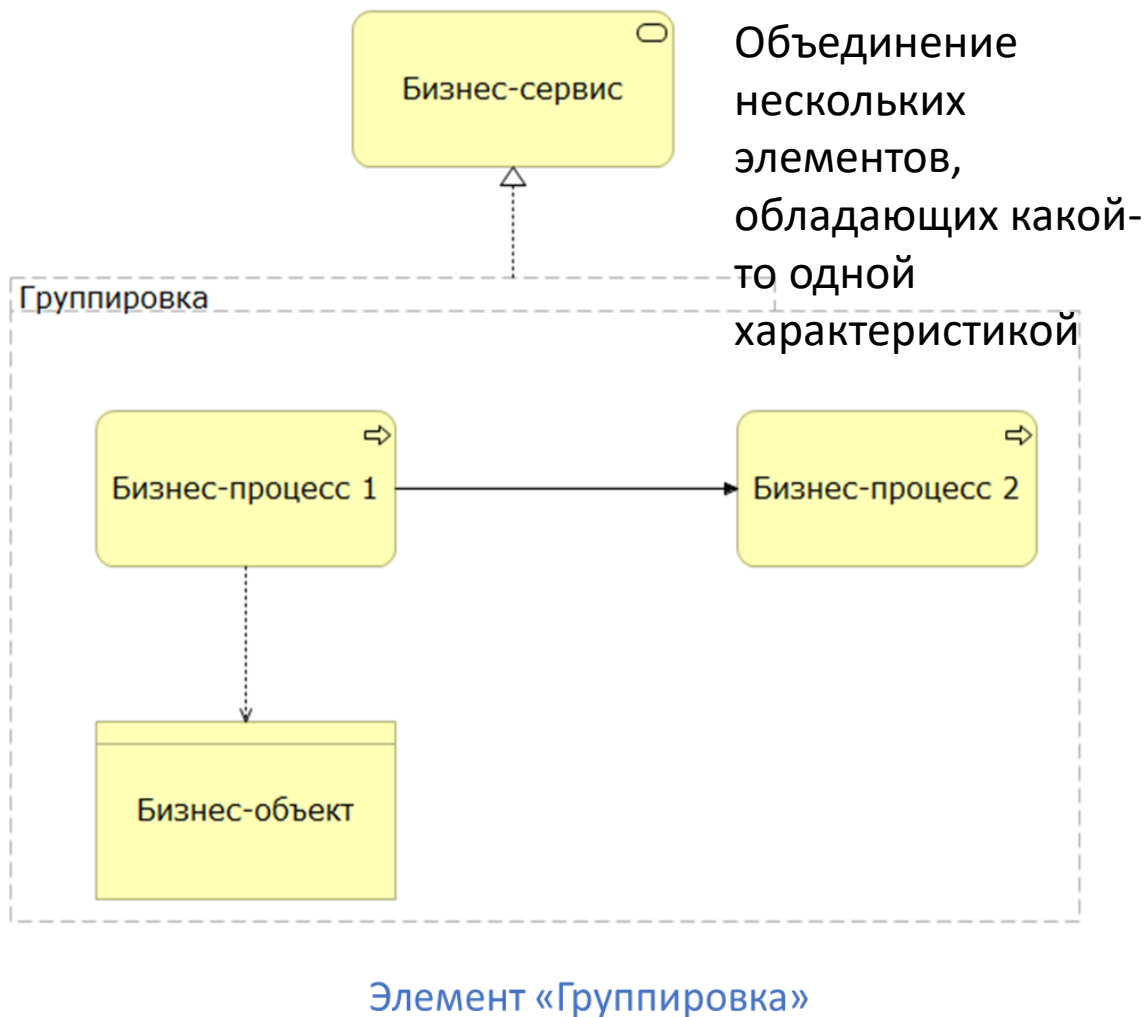 Бизнес-сервис
Объединение
нескольких
элементов,
обладающих какой-
то одной
характеристикой
Группировка
Бизнес-процесс 1
Бизнес-процесс 2
Бизнес-объект
Элемент «Группировка»